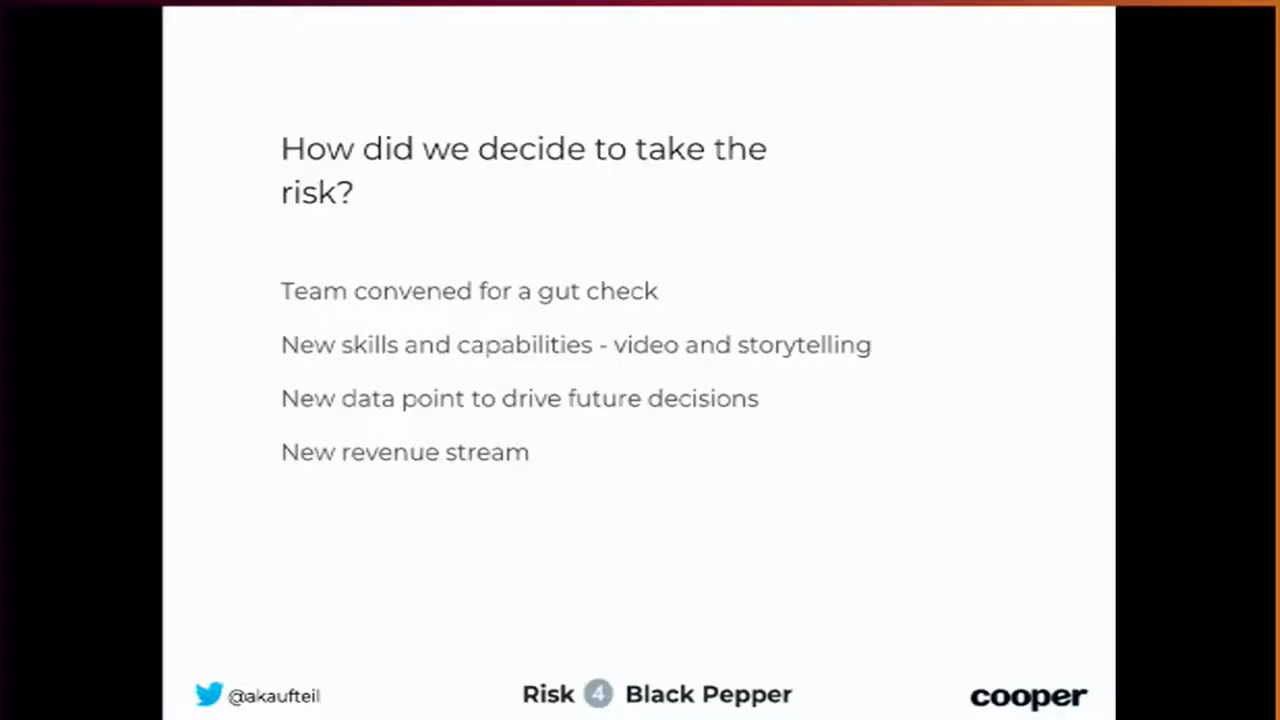 How did we decide to take the
risk?
Team convened for a gut check
New skills and capabilities - video and storytelling
New data point to drive future decisions
New revenue stream
@akaufteil
Risk 4 Black Pepper
cooper